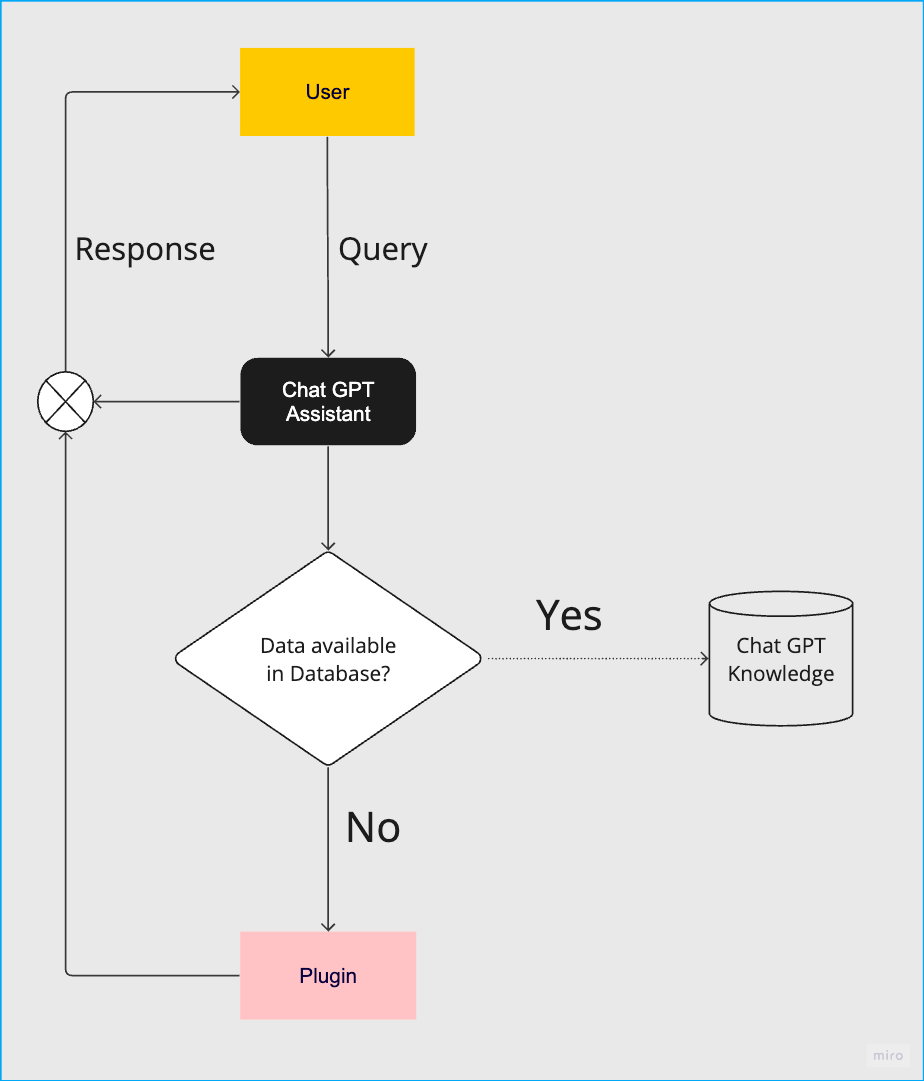 User
Response
Query
Chat GPT
Assistant
Data available
in Database?
Yes
Chat GPT
Knowledge
No
Plugin
miro